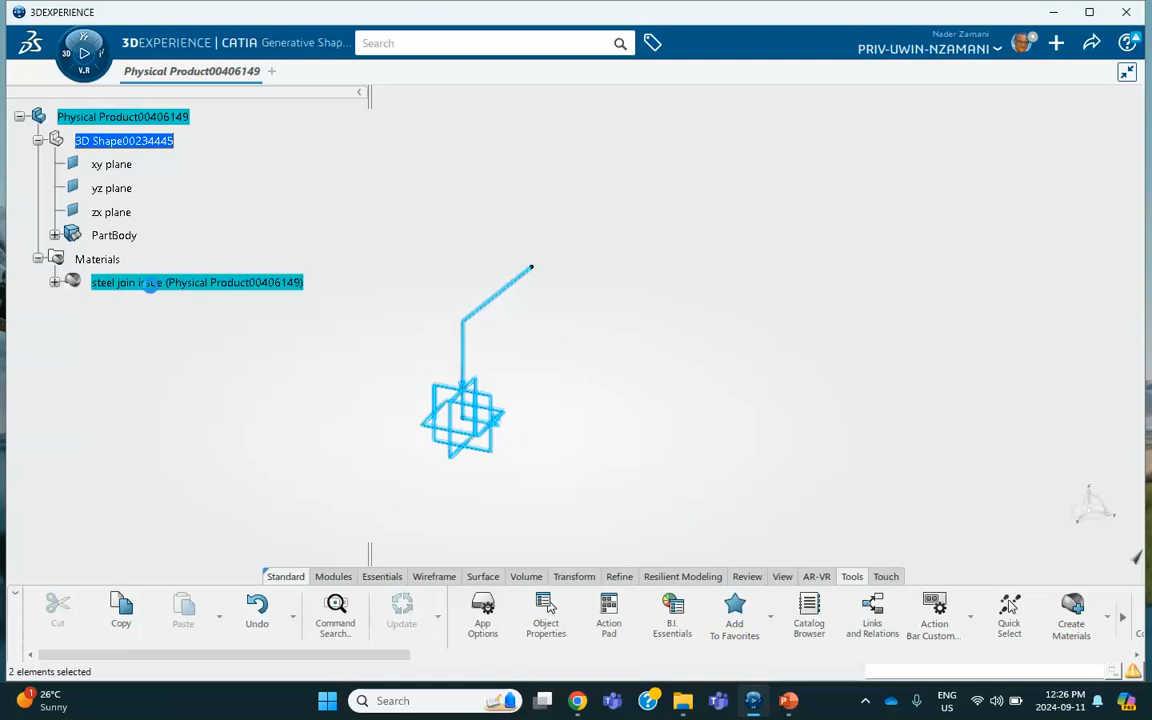 3DEXPERIENCE
3DEXPERIENCE | CATIA Generative Shap...
Search
Nader Zamani
PRIV-UWIN-NZAMANI
3D
V.R
Physical Product00406149
Physical Product00406149
3D Shape00234445
xy plane
yz plane
zx plane
PartBody
Materials
steel join issue (Physical Product00406149)
Standard Modules Essentials Wireframe Surface Volume Transform Refine Resilient Modeling Review View AR-VR Tools Touch
Cut
Copy
Paste
Undo
Command
Search...
Update
App
Options
Object
Properties
Action
Pad
B.I.
Essentials
Add
To Favorites
Catalog
Browser
Links
and Relations
Action
Bar Custom...
Quick
Select
Create
Materials
2 elements selected
26°C
Sunny
Search
ENG
US
12:26 PM
2024-09-11